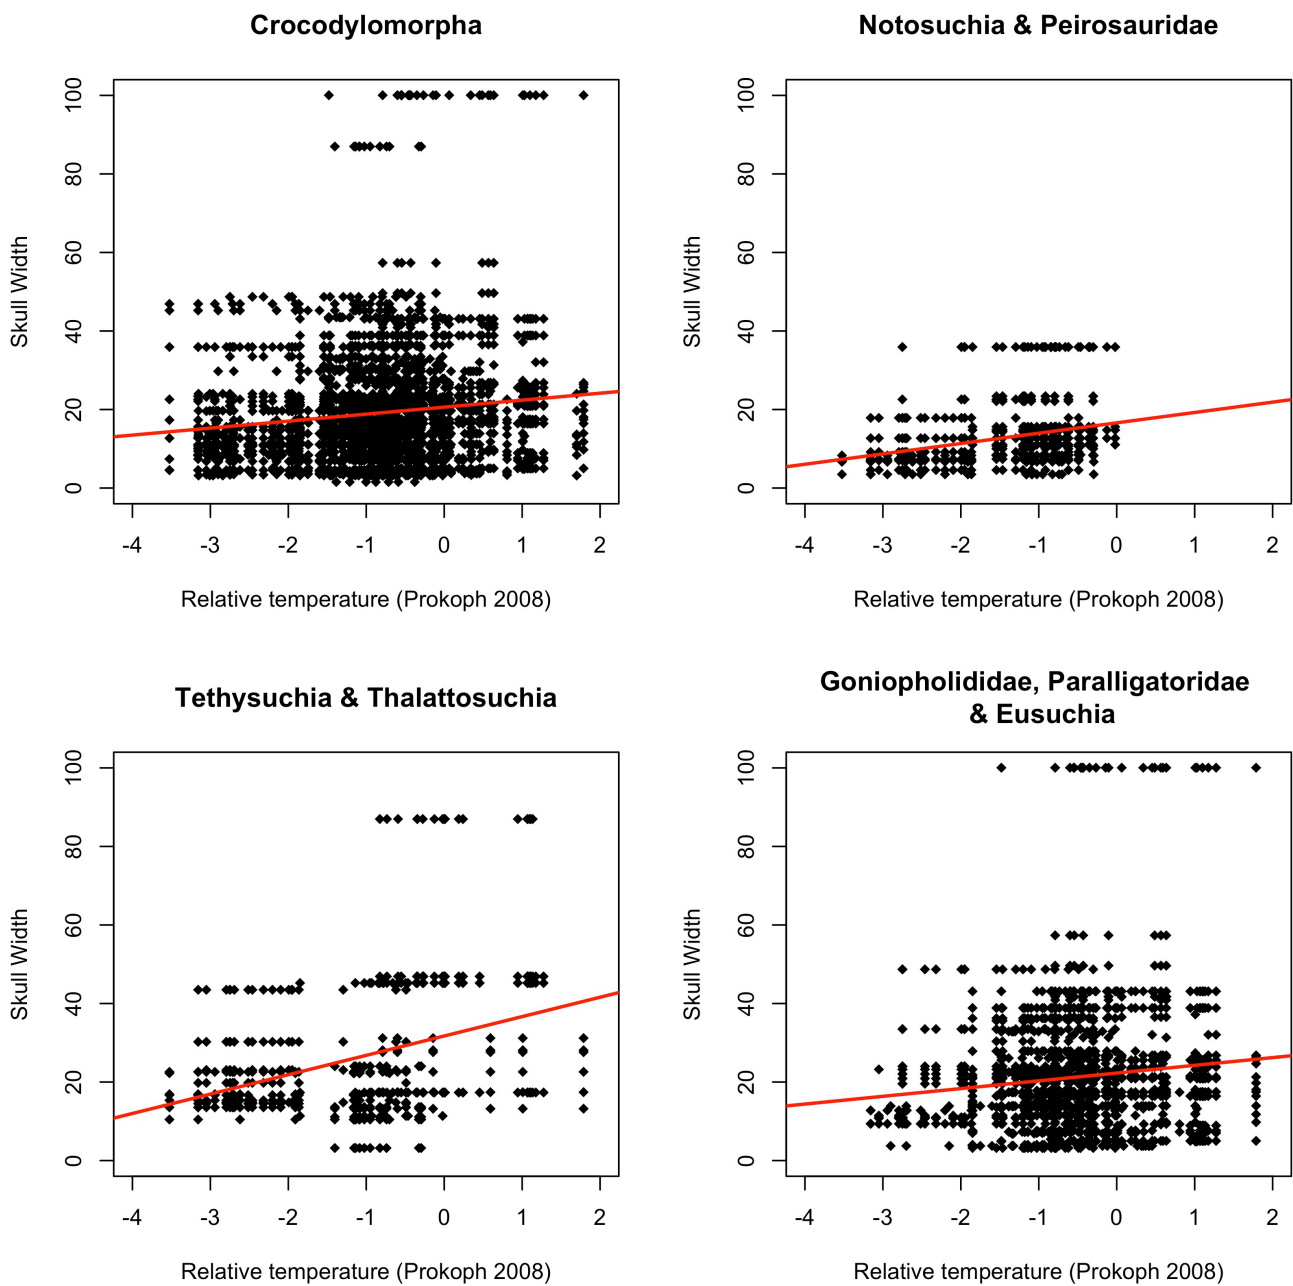 Crocodylomorpha
Skull Width
100
80
60
40
20
0
-4 -3 -2 -1 0 1 2
Relative temperature (Prokoph 2008)
Notosuchia & Peirosauridae
Skull Width
100
80
60
40
20
0
-4 -3 -2 -1 0 1 2
Relative temperature (Prokoph 2008)
Tethysuchia & Thalattosuchia
Skull Width
100
80
60
40
20
0
-4 -3 -2 -1 0 1 2
Relative temperature (Prokoph 2008)
Goniopholididae, Paralligatoridae
& Eusuchia
Skull Width
100
80
60
40
20
0
-4 -3 -2 -1 0 1 2
Relative temperature (Prokoph 2008)